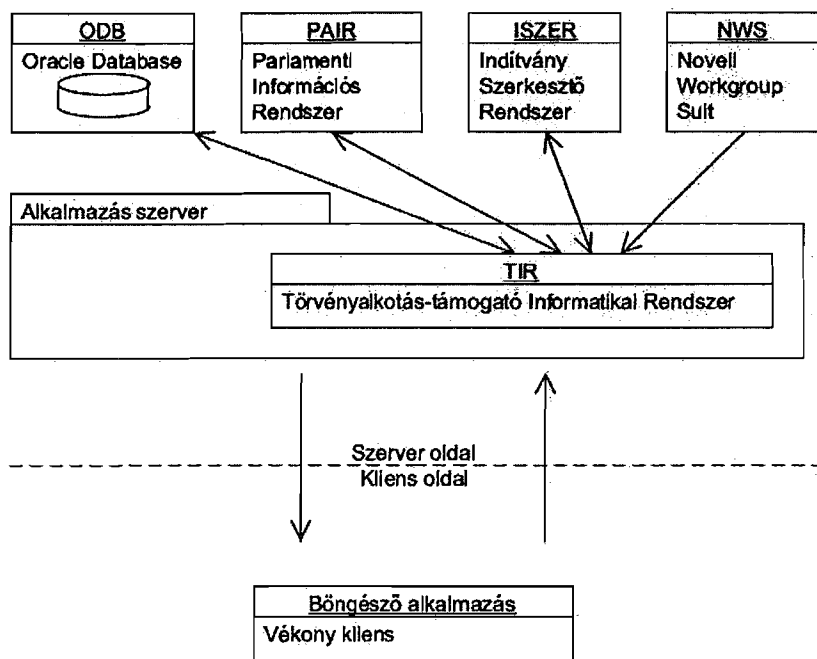 ODB
Oracle Database
PAIR
Parlamenti
Információs
Rendszer
ISZER
Indítvány
Szerkesztő
Rendszer
NWS
Novell
Workgroup
Suit
Alkalmazás szerver
TIR
Törvényalkotás-támogató Informatikai Rendszer
Szerver oldal
Kliens oldal
Böngésző alkalmazás
Vékony kliens